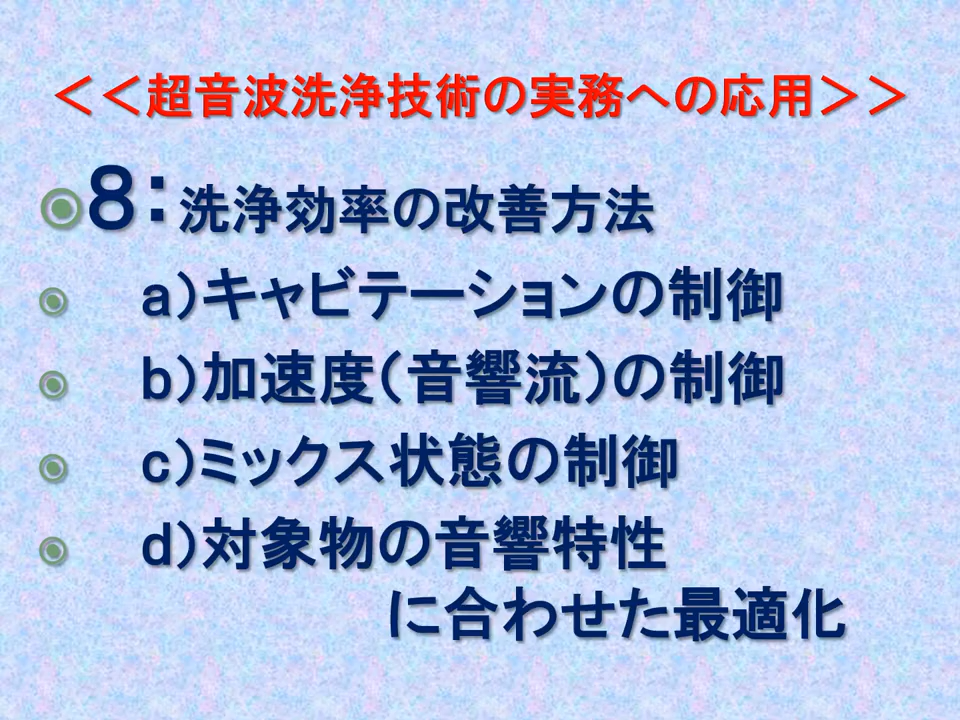 ＜＜超音波洗浄技術の実務への応用＞＞
8：洗浄効率の改善方法
a）キャビテーションの制御
b）加速度（音響流）の制御
c）ミックス状態の制御
d）対象物の音響特性
に合わせた最適化